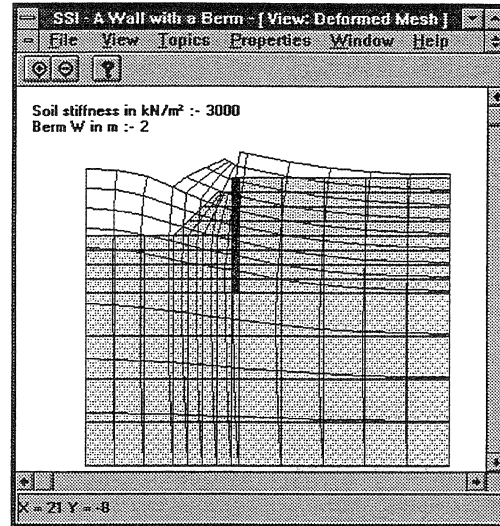 SSI - A Wall with a Berm - [ View: Deformed Mesh ]
File View Topics Properties Window Help
Soil stiffness in kN/m² :- 3000
Berm W in m :- 2
X = 21 Y = -8